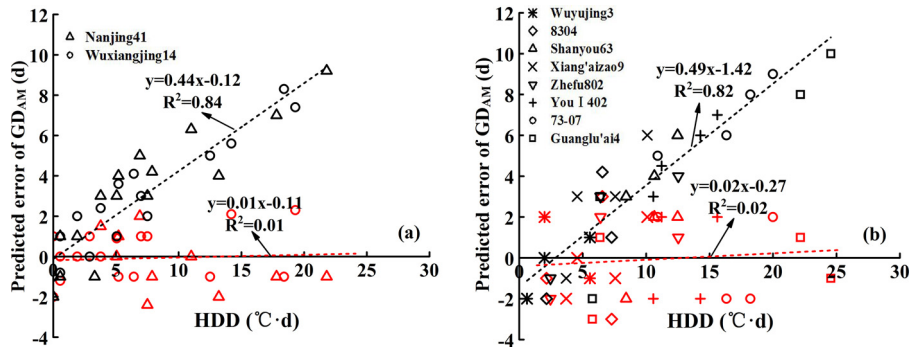 12
10
8
6
4
2
0
-2
-4
Predicted error of GDAM (d)
Nanjing41
Wuxiangjing14
y=0.44x-0.12
R²=0.84
y=0.01x-0.11
R²=0.01
(a)
0 5 10 15 20 25 30
HDD (℃·d)
12
10
8
6
4
2
0
-2
-4
Predicted error of GDAM (d)
Wuyujing3
8304
Shanyou63
Xiang'aizao9
Zhefu802
You I 402
73-07
Guanglu'ai4
y=0.49x-1.42
R²=0.82
y=0.02x-0.27
R²=0.02
(b)
0 5 10 15 20 25 30
HDD (℃·d)